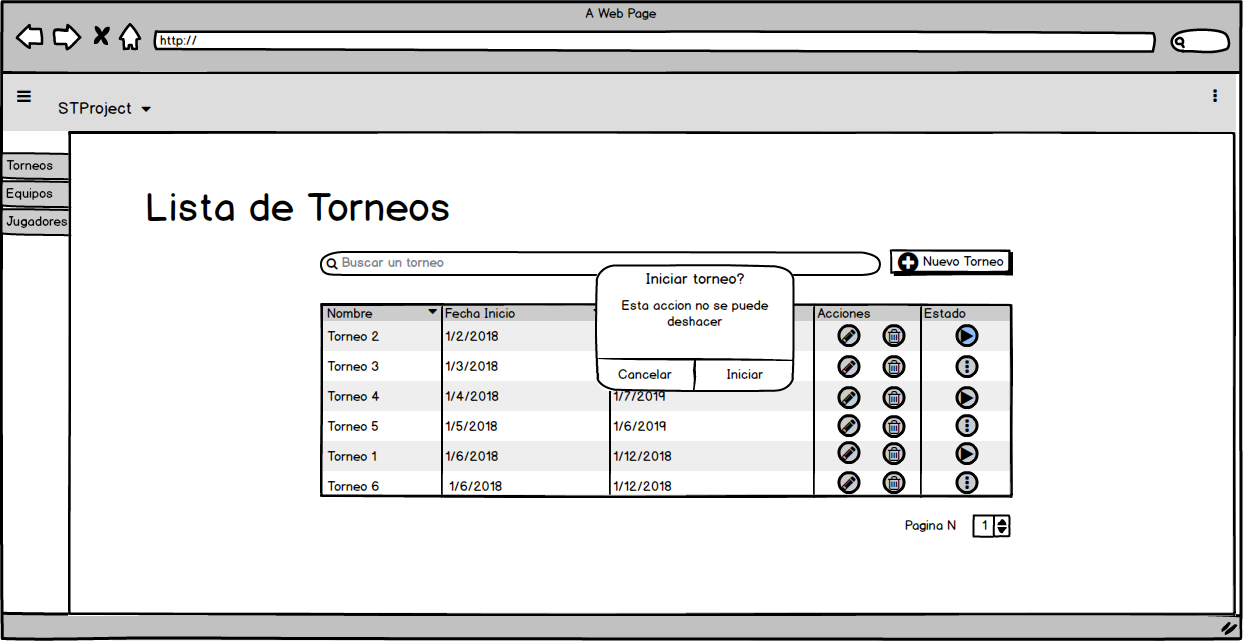 A Web Page
http://
STProject
Torneos
Equipos
Jugadores
Lista de Torneos
Buscar un torneo
Nuevo Torneo
Iniciar torneo?
Esta accion no se puede
deshacer
Cancelar Iniciar
Nombre Fecha Inicio Acciones Estado
Torneo 2 1/2/2018
Torneo 3 1/3/2018
Torneo 4 1/4/2018 1/7/2019
Torneo 5 1/5/2018 1/6/2019
Torneo 1 1/6/2018 1/12/2018
Torneo 6 1/6/2018 1/12/2018
Pagina N 1